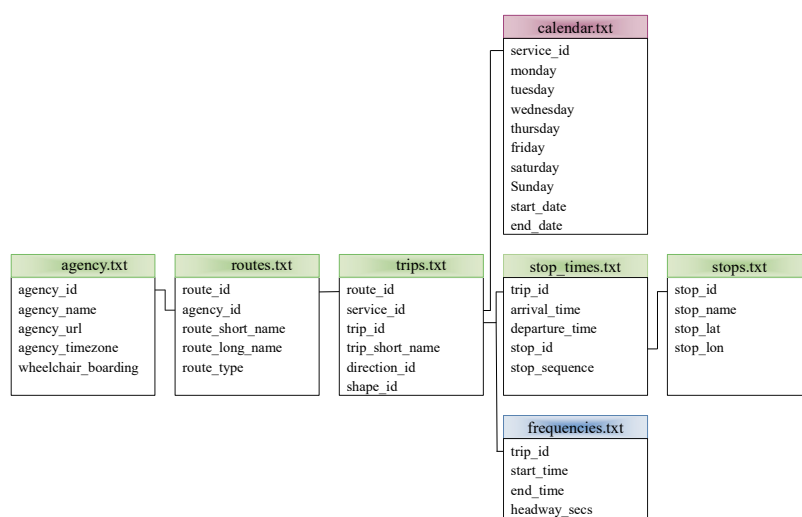 calendar.txt
service_id
monday
tuesday
wednesday
thursday
friday
saturday
Sunday
start_date
end_date
agency.txt
agency_id
agency_name
agency_url
agency_timezone
wheelchair_boarding
routes.txt
route_id
agency_id
route_short_name
route_long_name
route_type
trips.txt
route_id
service_id
trip_id
trip_short_name
direction_id
shape_id
stop_times.txt
trip_id
arrival_time
departure_time
stop_id
stop_sequence
stops.txt
stop_id
stop_name
stop_lat
stop_lon
frequencies.txt
trip_id
start_time
end_time
headway_secs